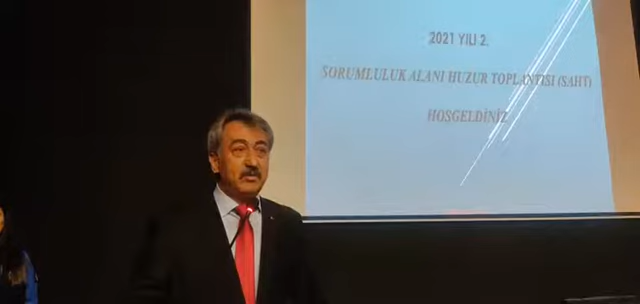 2021 YILI 2.
SORUMLULUK ALANI HUZUR TOPLANTISI (SAHT)
HOŞGELDİNİZ